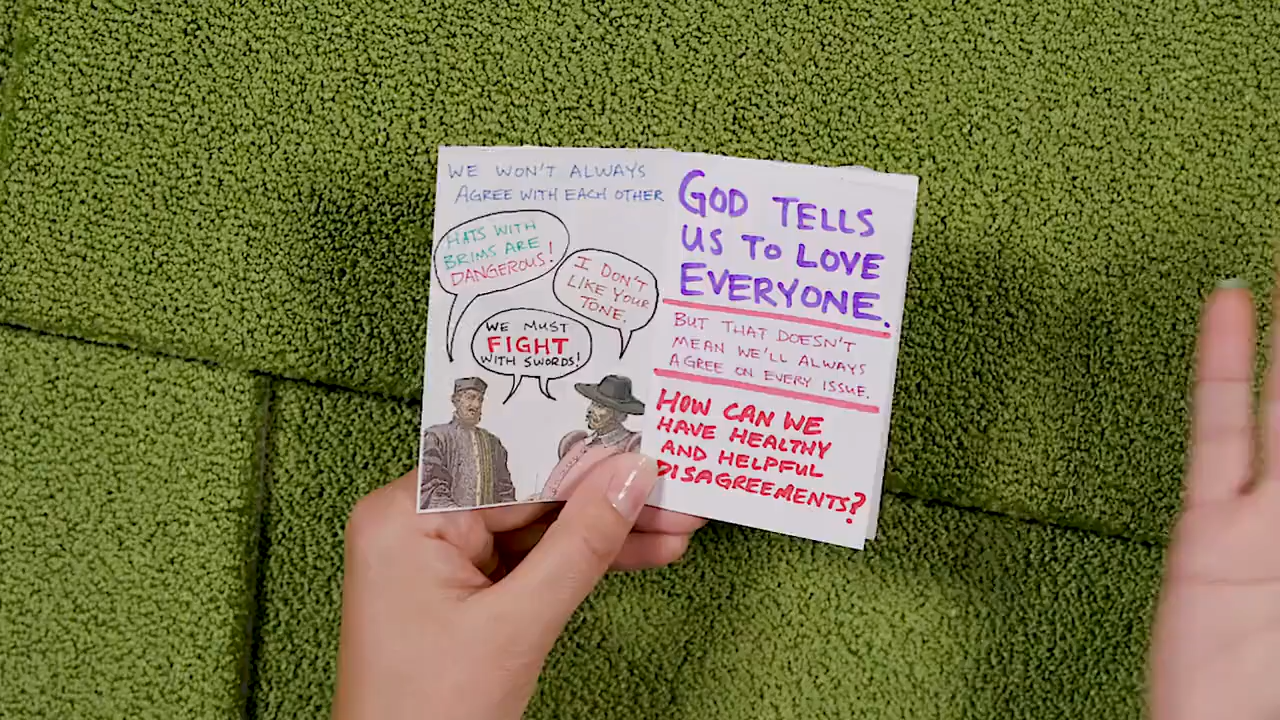 WE WON'T ALWAYS
AGREE WITH EACH OTHER
HATS WITH
BRIMS ARE
DANGEROUS!
I DON'T
LIKE YOUR
TONE.
WE MUST
FIGHT
WITH SWORDS!
GOD TELLS
US TO LOVE
EVERYONE.
BUT THAT DOESN'T
MEAN WE'LL ALWAYS
AGREE ON EVERY ISSUE.
HOW CAN WE
HAVE HEALTHY
AND HELPFUL
DISAGREEMENTS?